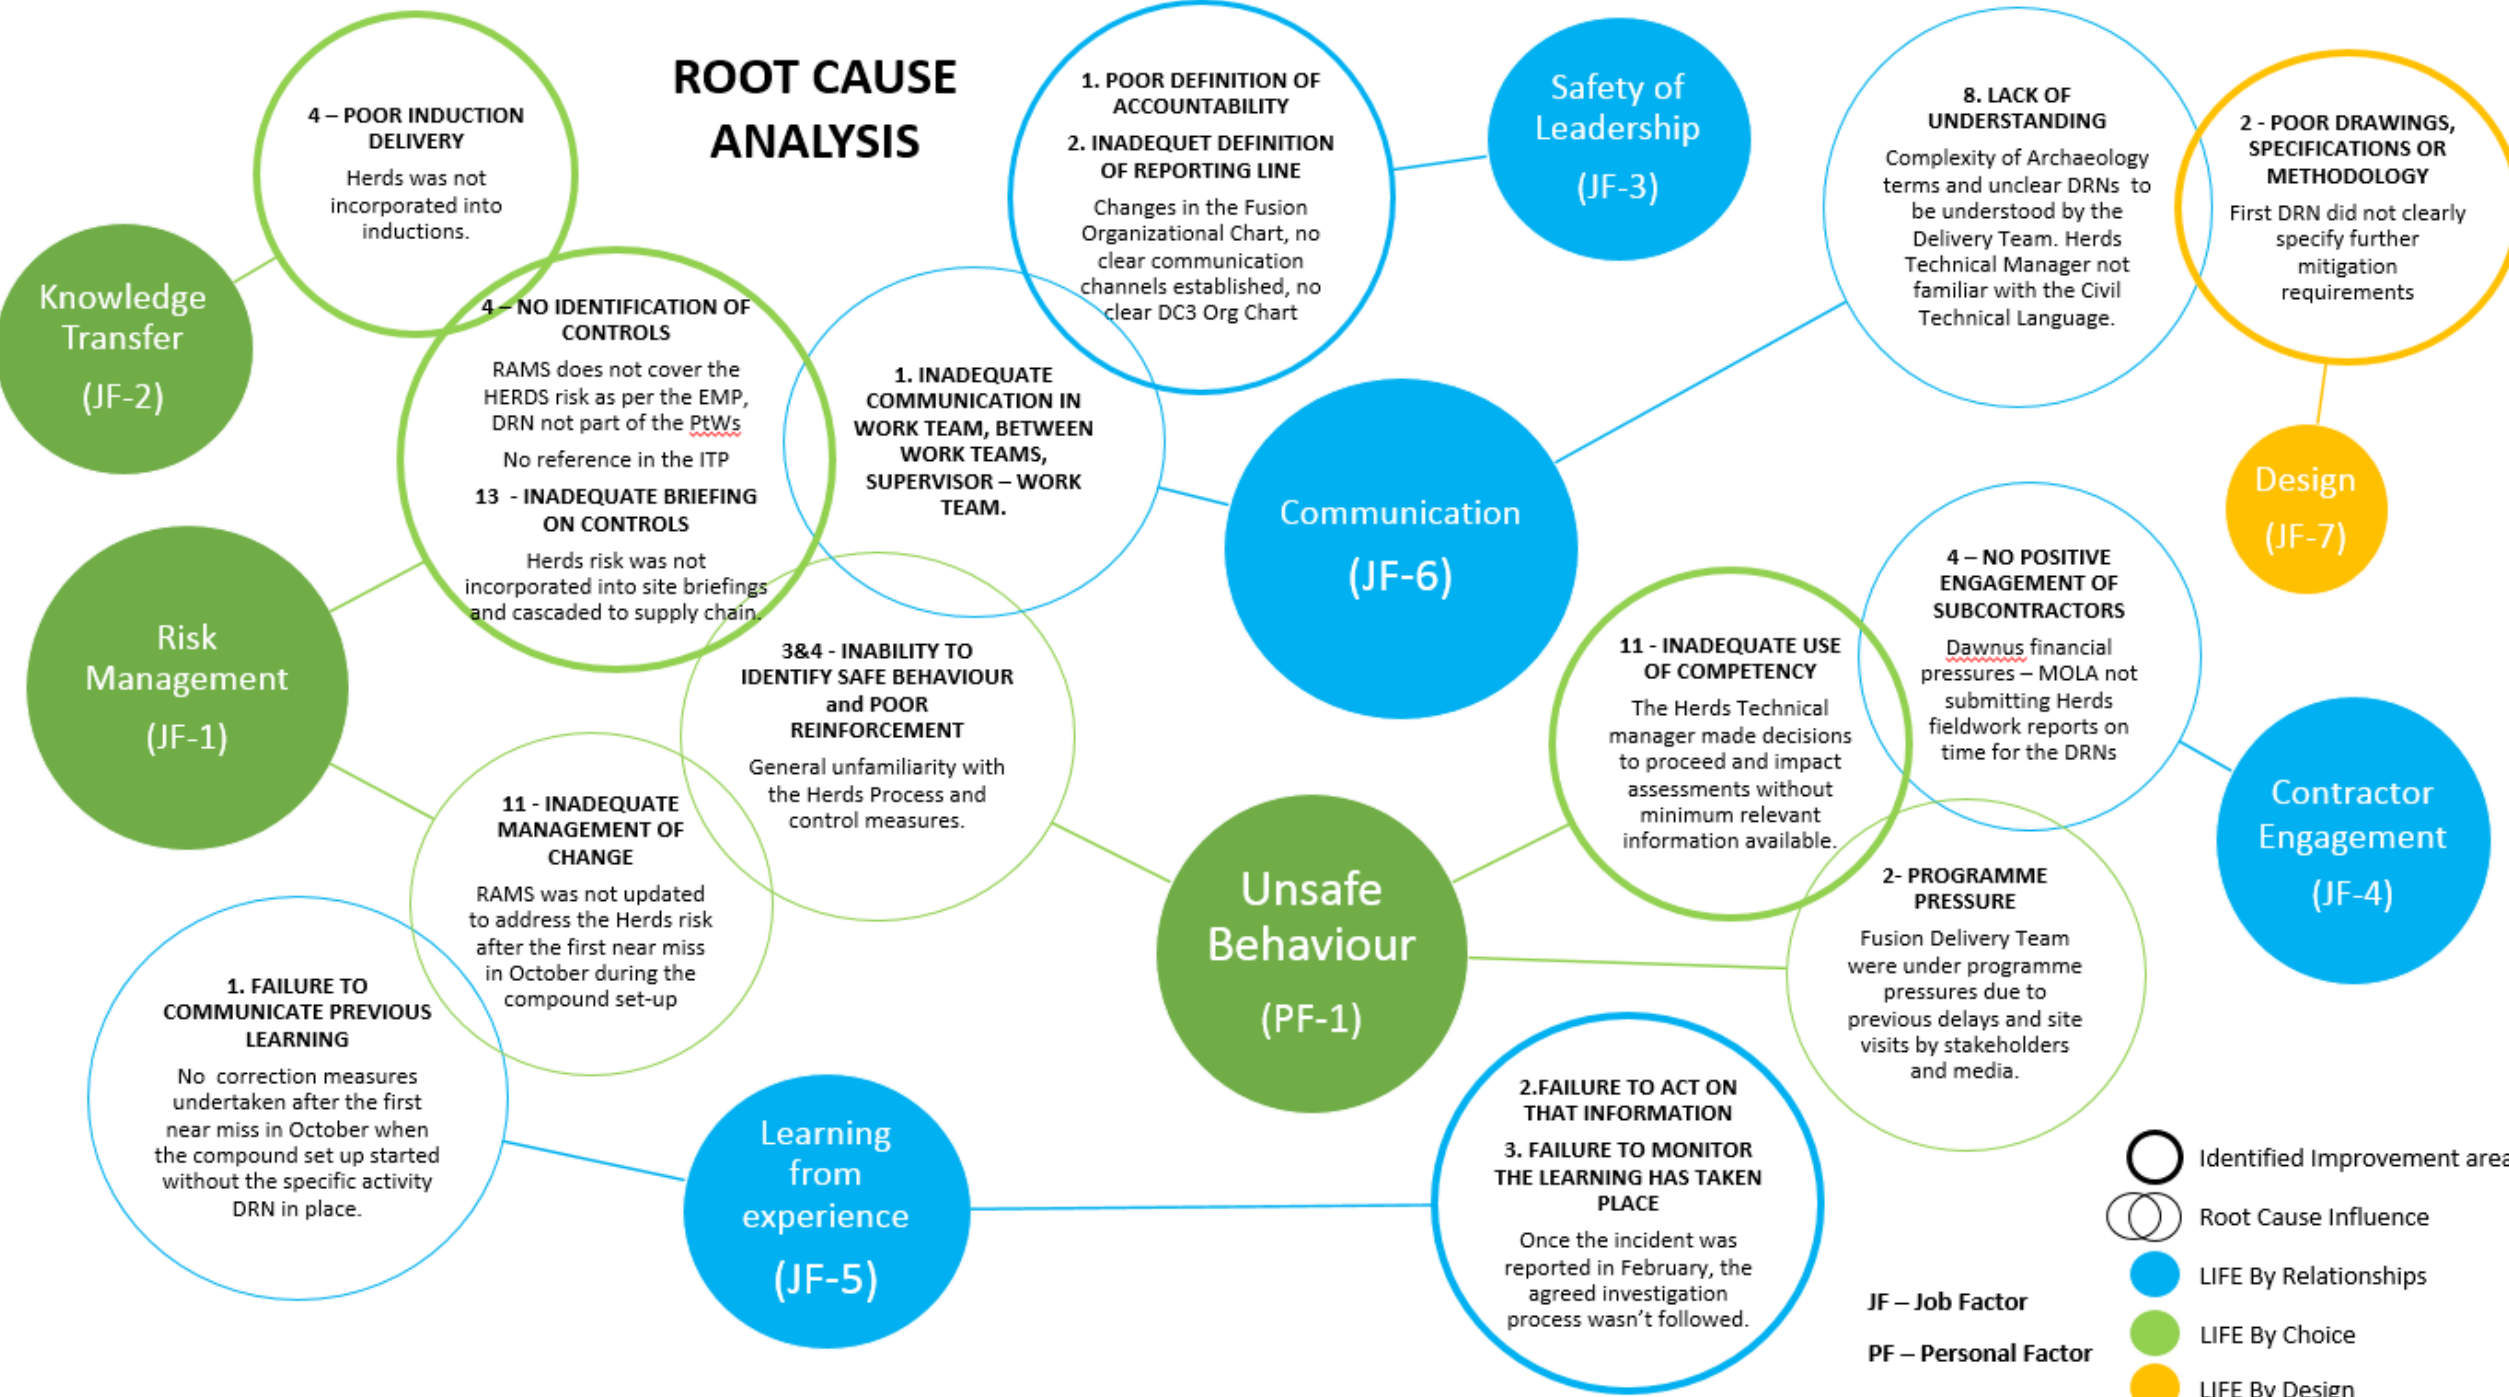 ROOT CAUSE
ANALYSIS
4 – POOR INDUCTION
DELIVERY
Herds was not
incorporated into
inductions.
Knowledge
Transfer
(JF-2)
4 – NO IDENTIFICATION OF
CONTROLS
RAMS does not cover the
HERDS risk as per the EMP,
DRN not part of the PtWs
No reference in the ITP
13 - INADEQUATE BRIEFING
ON CONTROLS
Herds risk was not
incorporated into site briefings
and cascaded to supply chain.
1. POOR DEFINITION OF
ACCOUNTABILITY
2. INADEQUET DEFINITION
OF REPORTING LINE
Changes in the Fusion
Organizational Chart, no
clear communication
channels established, no
clear DC3 Org Chart
Safety of
Leadership
(JF-3)
8. LACK OF
UNDERSTANDING
Complexity of Archaeology
terms and unclear DRNs to
be understood by the
Delivery Team. Herds
Technical Manager not
familiar with the Civil
Technical Language.
2 - POOR DRAWINGS,
SPECIFICATIONS OR
METHODOLOGY
First DRN did not clearly
specify further
mitigation
requirements
1. INADEQUATE
COMMUNICATION IN
WORK TEAM, BETWEEN
WORK TEAMS,
SUPERVISOR – WORK
TEAM.
Communication
(JF-6)
Design
(JF-7)
Risk
Management
(JF-1)
3&4 - INABILITY TO
IDENTIFY SAFE BEHAVIOUR
and POOR
REINFORCEMENT
General unfamiliarity with
the Herds Process and
control measures.
11 - INADEQUATE USE
OF COMPETENCY
The Herds Technical
manager made decisions
to proceed and impact
assessments without
minimum relevant
information available.
4 – NO POSITIVE
ENGAGEMENT OF
SUBCONTRACTORS
Dawnus financial
pressures – MOLA not
submitting Herds
fieldwork reports on
time for the DRNs
Contractor
Engagement
(JF-4)
11 - INADEQUATE
MANAGEMENT OF
CHANGE
RAMS was not updated
to address the Herds risk
after the first near miss
in October during the
compound set-up
Unsafe
Behaviour
(PF-1)
2- PROGRAMME
PRESSURE
Fusion Delivery Team
were under programme
pressures due to
previous delays and site
visits by stakeholders
and media.
1. FAILURE TO
COMMUNICATE PREVIOUS
LEARNING
No correction measures
undertaken after the first
near miss in October when
the compound set up started
without the specific activity
DRN in place.
Learning
from
experience
(JF-5)
2.FAILURE TO ACT ON
THAT INFORMATION
3. FAILURE TO MONITOR
THE LEARNING HAS TAKEN
PLACE
Once the incident was
reported in February, the
agreed investigation
process wasn't followed.
JF – Job Factor
PF – Personal Factor
Identified Improvement area
Root Cause Influence
LIFE By Relationships
LIFE By Choice
LIFE By Design